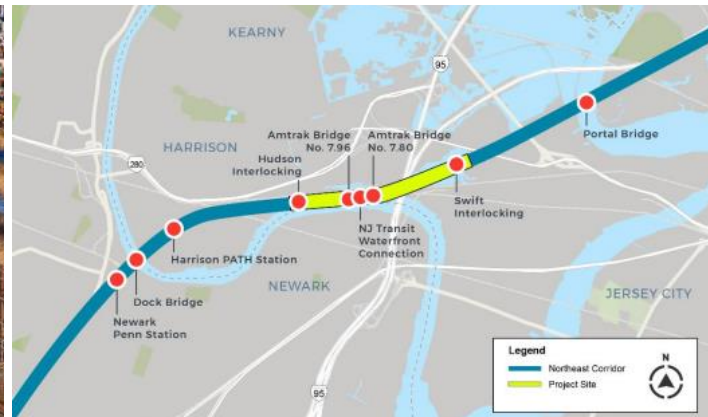 KEARNY
95
Amtrak Bridge
No. 7.96
Amtrak Bridge
No. 7.80
Portal Bridge
HARRISON
Hudson
Interlocking
280
Swift
Interlocking
NJ Transit
Waterfront
Connection
Harrison PATH Station
NEWARK
Dock Bridge
JERSEY CITY
Newark
Penn Station
Legend
N
Northeast Corridor
Project Site
95